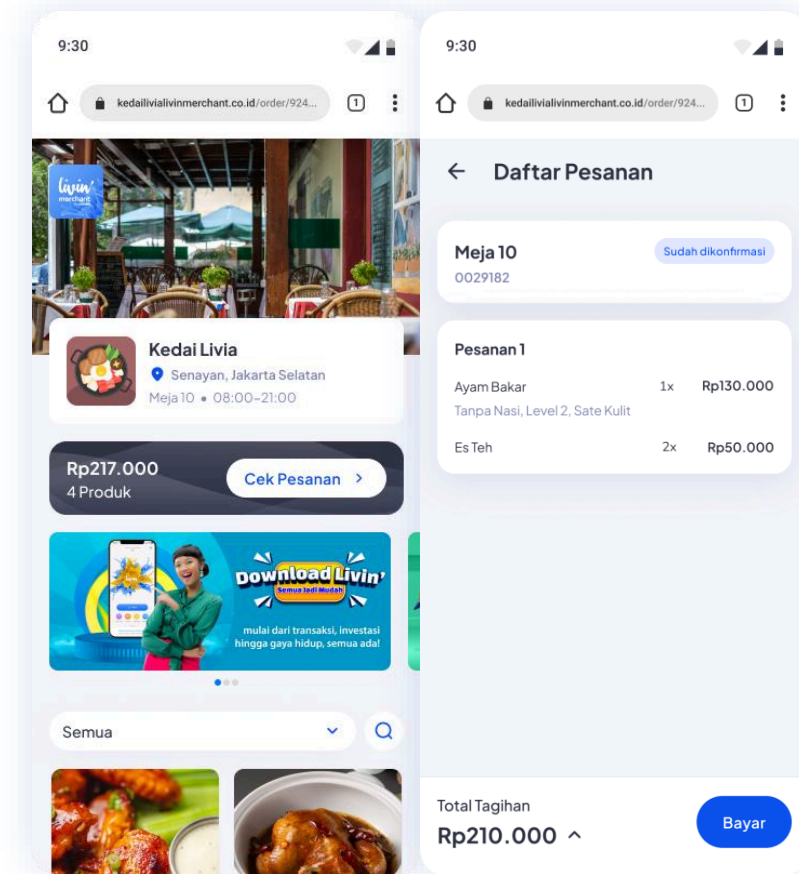 9:30
kedailivialivinmerchant.co.id/order/924...
1
livin'
merchant
Kedai Livia
Senayan, Jakarta Selatan
Meja 10 • 08:00–21:00
Rp217.000
4 Produk
Cek Pesanan >
Download Livin'
Semua Jadi Mudah
mulai dari transaksi, investasi
hingga gaya hidup, semua ada!
Semua
9:30
kedailivialivinmerchant.co.id/order/924...
1
Daftar Pesanan
Meja 10
Sudah dikonfirmasi
0029182
Pesanan 1
Ayam Bakar 1x Rp130.000
Tanpa Nasi, Level 2, Sate Kulit
Es Teh 2x Rp50.000
Total Tagihan
Rp210.000
Bayar